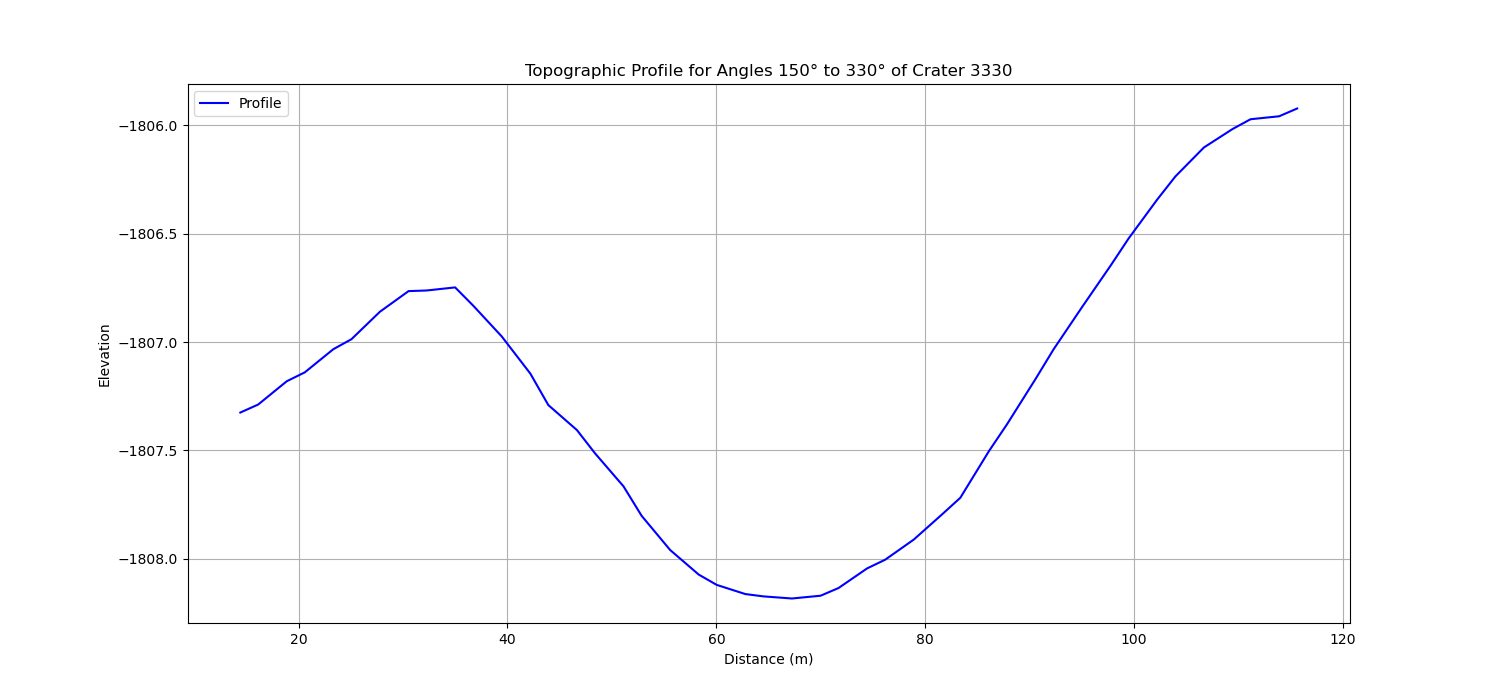 Topographic Profile for Angles 150° to 330° of Crater 3330
Profile
−1806.0
−1806.5
−1807.0
−1807.5
−1808.0
Elevation
20 40 60 80 100 120
Distance (m)